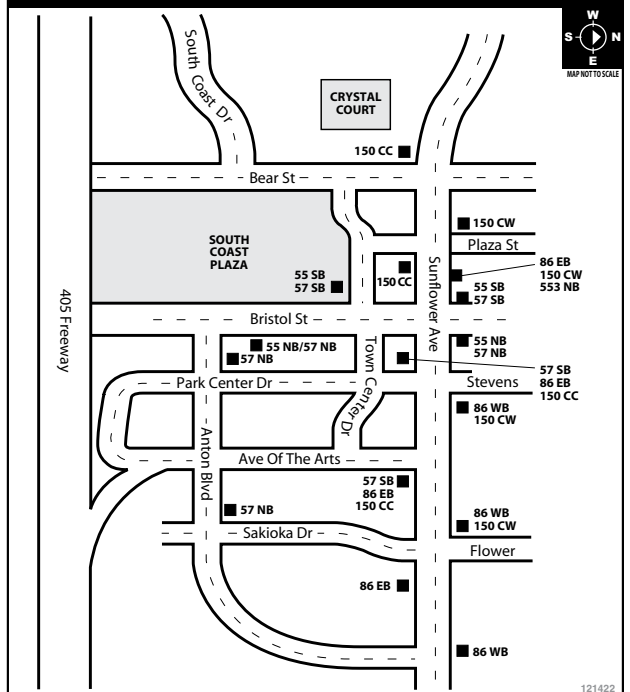 W
S
N
E
MAP NOT TO SCALE
South Coast Dr
CRYSTAL
COURT
150 CC
Bear St
150 CW
Plaza St
SOUTH
COAST
PLAZA
55 SB
57 SB
150 CC
Sunflower Ave
86 EB
150 CW
553 NB
55 SB
57 SB
405 Freeway
Bristol St
55 NB/57 NB
57 NB
Town Center Dr
55 NB
57 NB
57 SB
86 EB
150 CC
Park Center Dr
Stevens
86 WB
150 CW
Anton Blvd
Ave Of The Arts
57 SB
86 EB
150 CC
57 NB
86 WB
150 CW
Sakioka Dr
Flower
86 EB
86 WB
121422